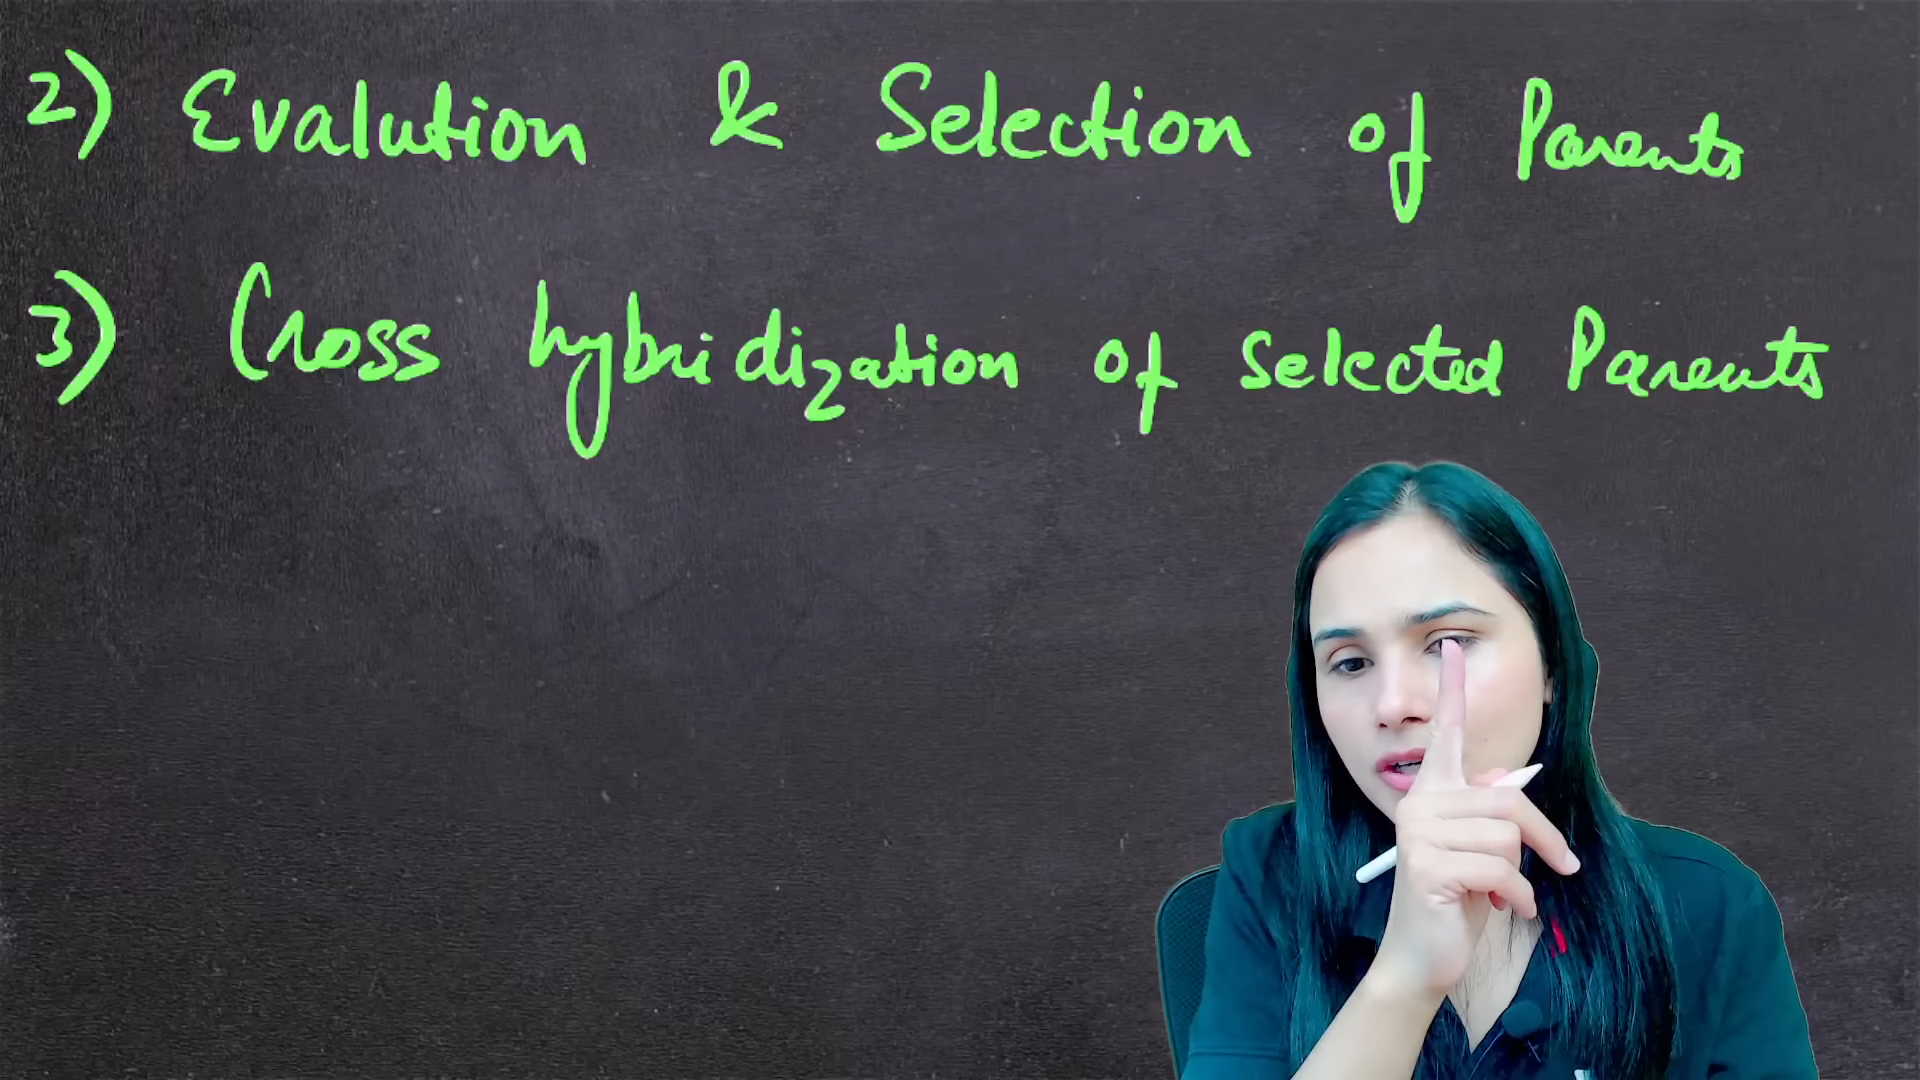 2) Evalution & Selection of Parents
3) Cross hybridization of selected Parents